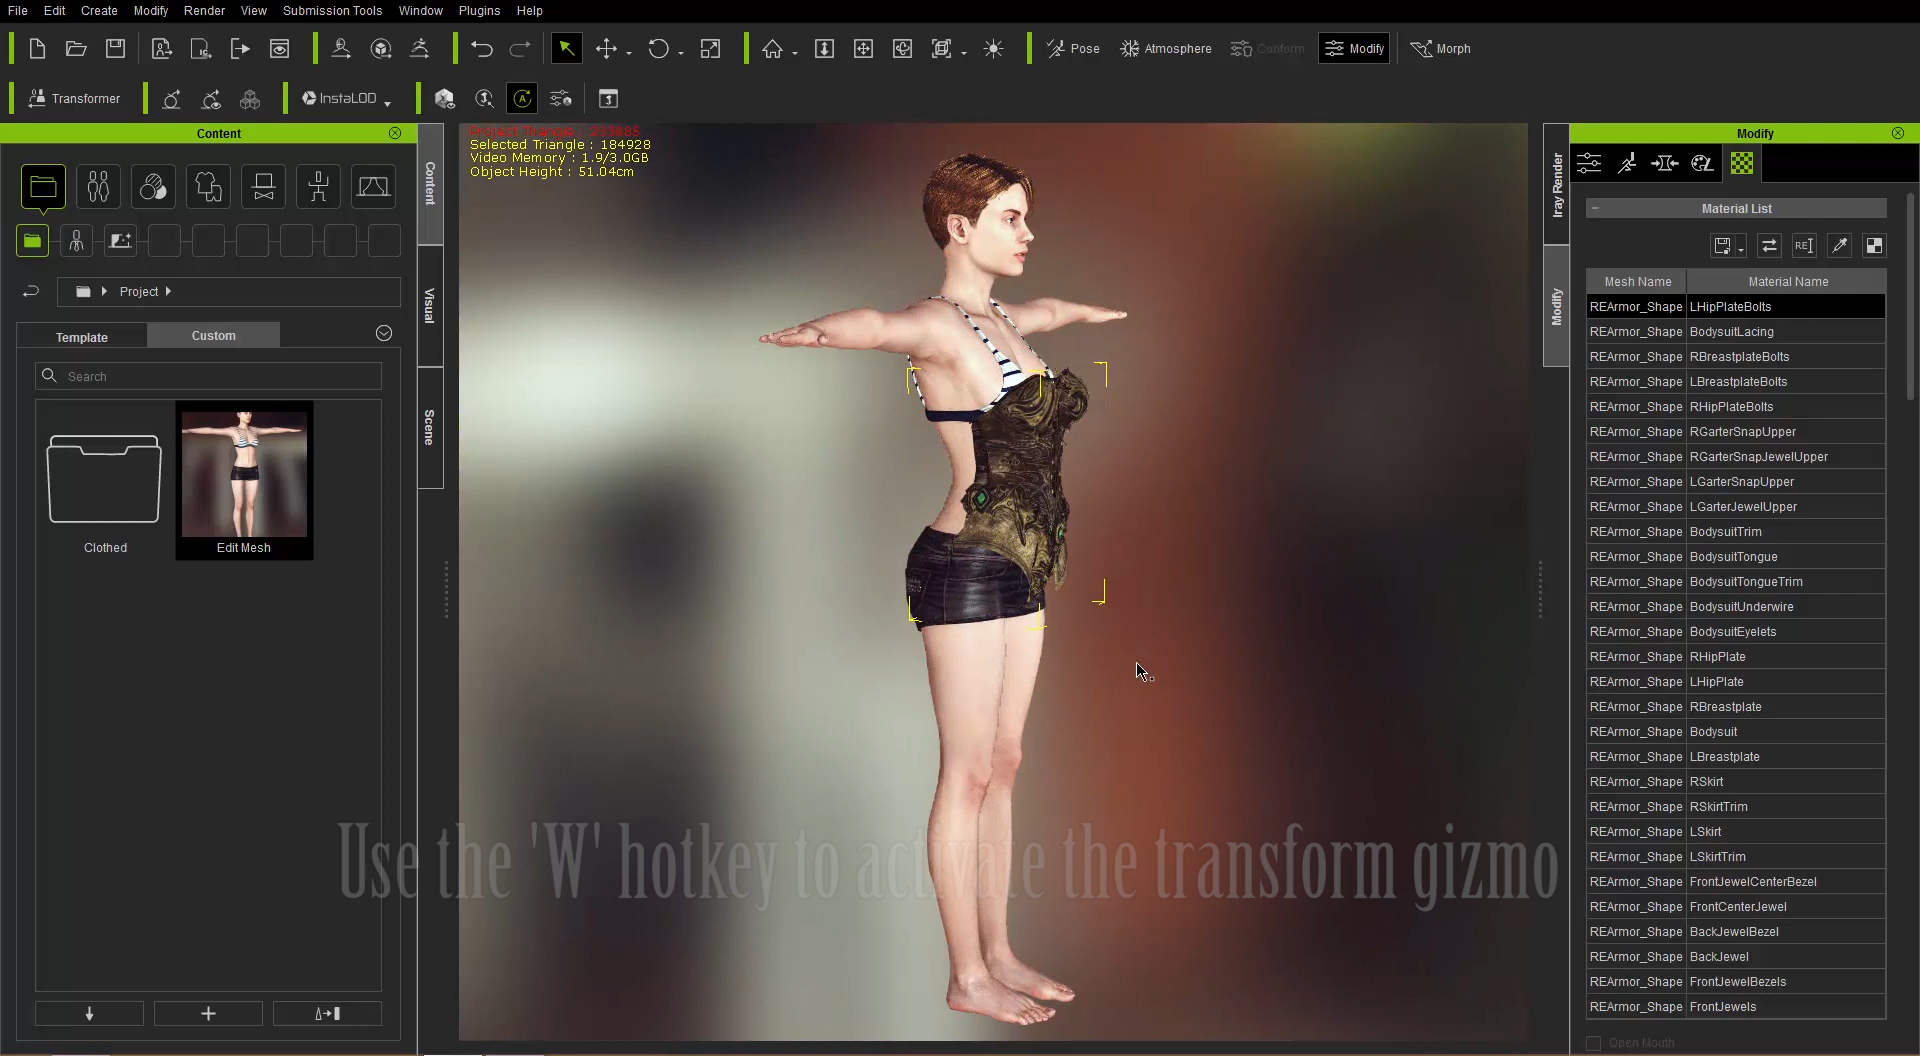 File Edit Create Modify Render View Submission Tools Window Plugins Help
Pose Atmosphere Conform Modify Morph
Transformer InstaLOD
Content
Project
Template Custom
Search
Clothed Edit Mesh
Content
Visual
Scene
Project Triangle : 233885
Selected Triangle : 184928
Video Memory : 1.9/3.0GB
Object Height : 51.04cm
Use the 'W' hotkey to activate the transform gizmo
Iray Render
Modify
Modify
Material List
RE
Mesh Name Material Name
REArmor_Shape LHipPlateBolts
REArmor_Shape BodysuitLacing
REArmor_Shape RBreastplateBolts
REArmor_Shape LBreastplateBolts
REArmor_Shape RHipPlateBolts
REArmor_Shape RGarterSnapUpper
REArmor_Shape RGarterSnapJewelUpper
REArmor_Shape LGarterSnapUpper
REArmor_Shape LGarterJewelUpper
REArmor_Shape BodysuitTrim
REArmor_Shape BodysuitTongue
REArmor_Shape BodysuitTongueTrim
REArmor_Shape BodysuitUnderwire
REArmor_Shape BodysuitEyelets
REArmor_Shape RHipPlate
REArmor_Shape LHipPlate
REArmor_Shape RBreastplate
REArmor_Shape Bodysuit
REArmor_Shape LBreastplate
REArmor_Shape RSkirt
REArmor_Shape RSkirtTrim
REArmor_Shape LSkirt
REArmor_Shape LSkirtTrim
REArmor_Shape FrontJewelCenterBezel
REArmor_Shape FrontCenterJewel
REArmor_Shape BackJewelBezel
REArmor_Shape BackJewel
REArmor_Shape FrontJewelBezels
REArmor_Shape FrontJewels
Open Mouth